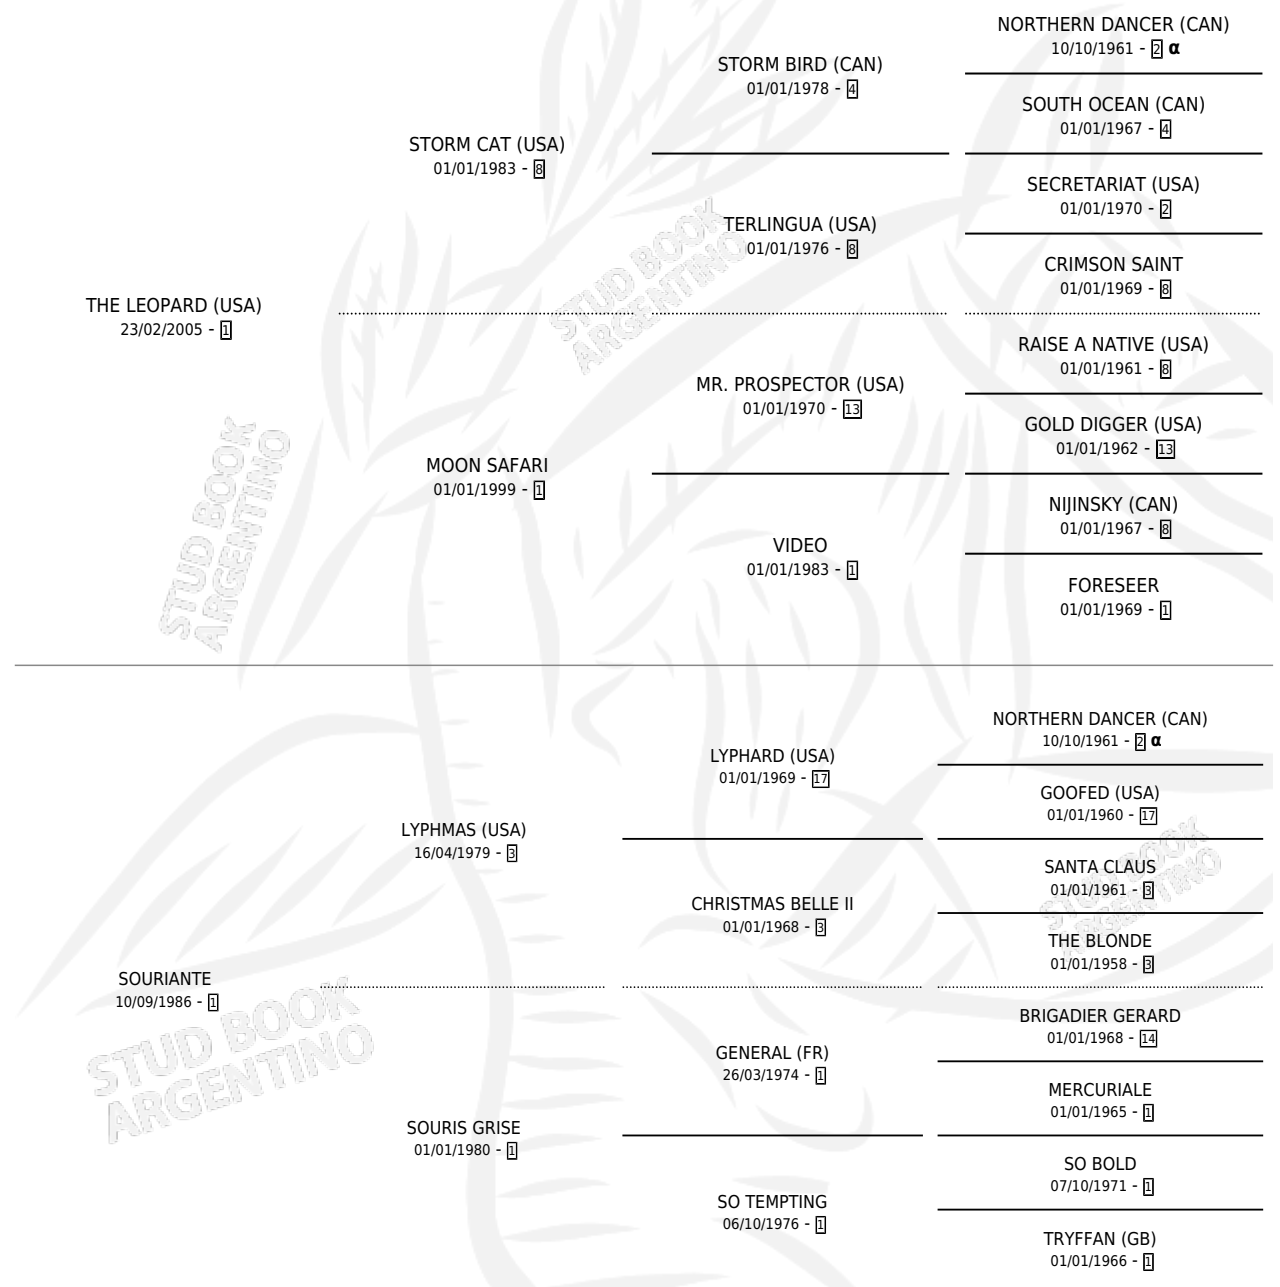 NORTHERN DANCER (CAN)
10/10/1961 - 2 α
STORM BIRD (CAN)
01/01/1978 - 4
SOUTH OCEAN (CAN)
01/01/1967 - 4
STORM CAT (USA)
01/01/1983 - 8
SECRETARIAT (USA)
01/01/1970 - 2
TERLINGUA (USA)
01/01/1976 - 8
CRIMSON SAINT
01/01/1969 - 8
THE LEOPARD (USA)
23/02/2005 - 1
RAISE A NATIVE (USA)
01/01/1961 - 8
MR. PROSPECTOR (USA)
01/01/1970 - 13
GOLD DIGGER (USA)
01/01/1962 - 13
MOON SAFARI
01/01/1999 - 1
NIJINSKY (CAN)
01/01/1967 - 8
VIDEO
01/01/1983 - 1
FORESEER
01/01/1969 - 1
STUD BOOK
ARGENTINO
STUD BOOK
ARGENTINO
NORTHERN DANCER (CAN)
10/10/1961 - 2 α
LYPHARD (USA)
01/01/1969 - 17
GOOFED (USA)
01/01/1960 - 17
LYPHMAS (USA)
16/04/1979 - 3
SANTA CLAUS
01/01/1961 - 3
CHRISTMAS BELLE II
01/01/1968 - 3
THE BLONDE
01/01/1958 - 3
SOURIANTE
10/09/1986 - 1
BRIGADIER GERARD
01/01/1968 - 14
GENERAL (FR)
26/03/1974 - 1
MERCURIALE
01/01/1965 - 1
SOURIS GRISE
01/01/1980 - 1
SO BOLD
07/10/1971 - 1
SO TEMPTING
06/10/1976 - 1
TRYFFAN (GB)
01/01/1966 - 1
STUD BOOK
ARGENTINO
STUD BOOK
ARGENTINO